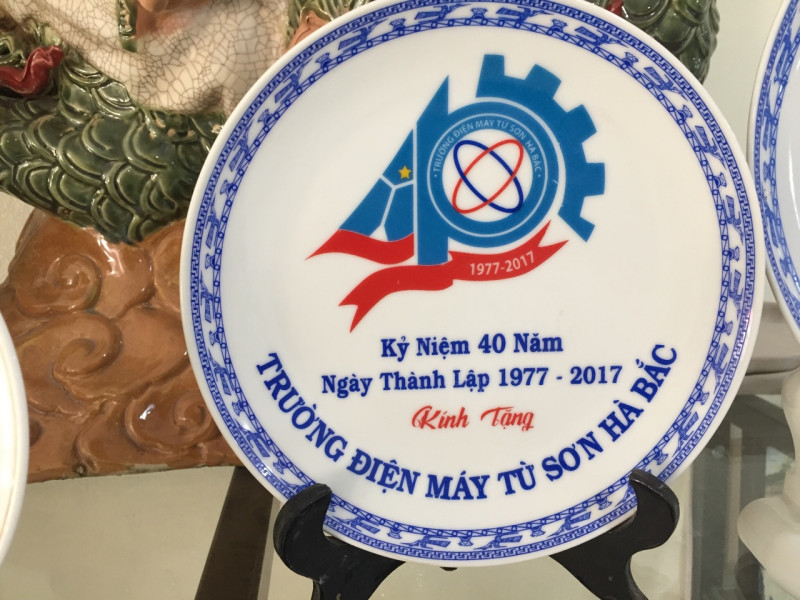 TRƯỜNG ĐIỆN MÁY TỪ SƠN HÀ BẮC
1977-2017
Kỷ Niệm 40 Năm
Ngày Thành Lập 1977 - 2017
Kính Tặng
TRƯỜNG ĐIỆN MÁY TỪ SƠN HÀ BẮC